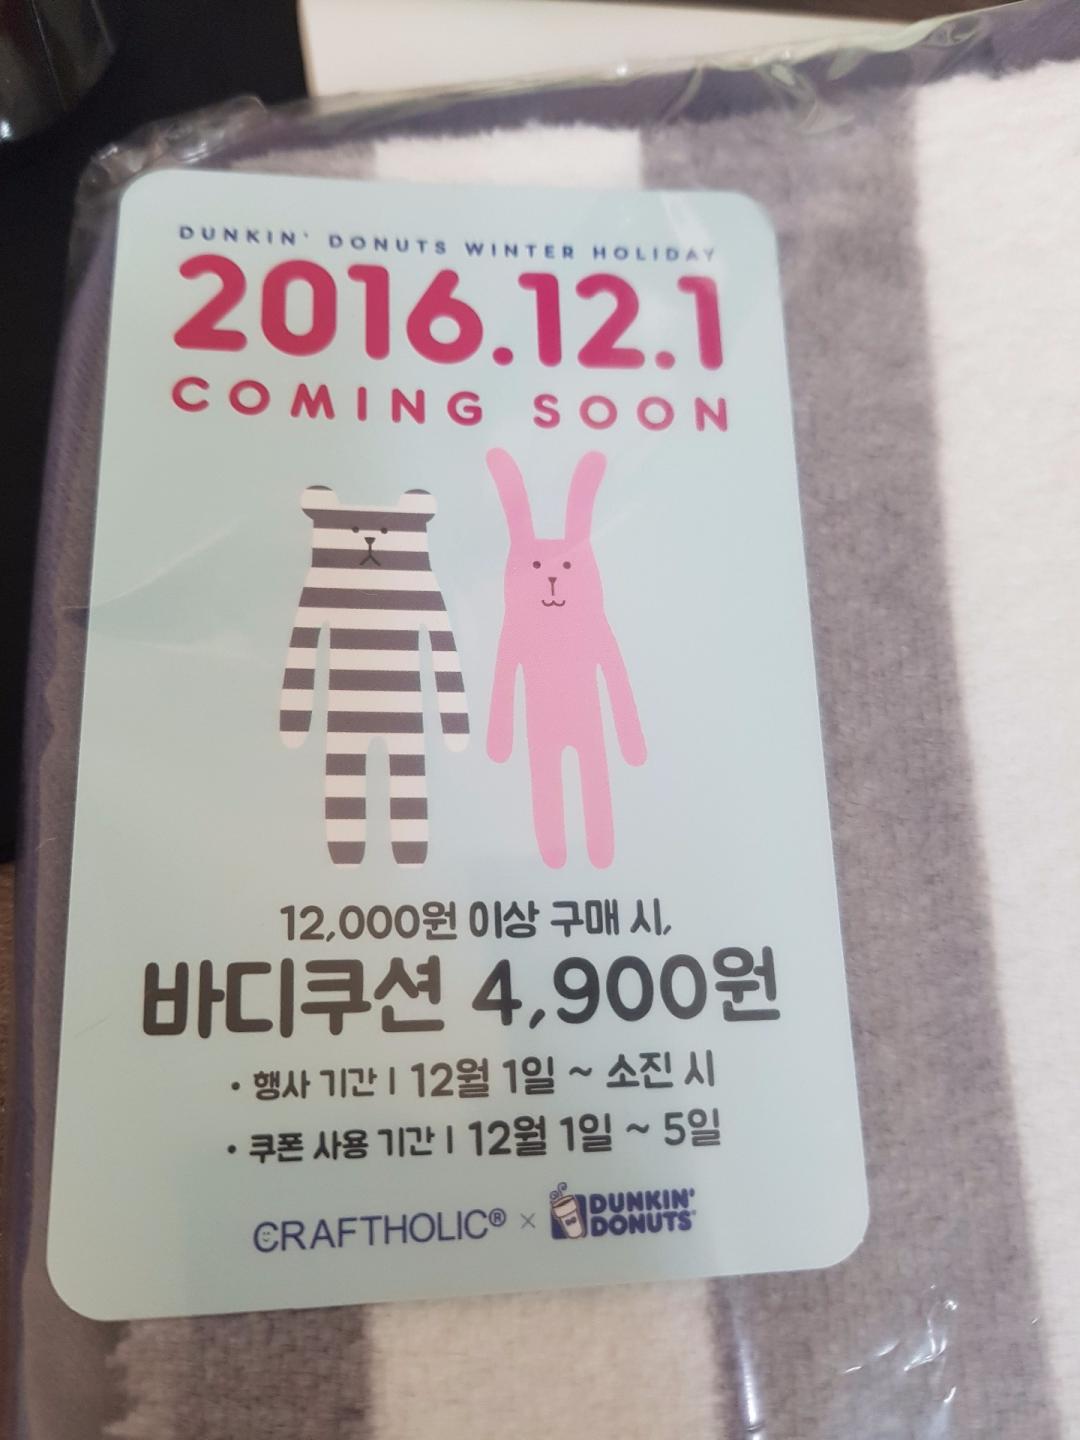 DUNKIN' DONUTS WINTER HOLIDAY
2016.12.1
COMING SOON
12,000원 이상 구매 시,
바디쿠션 4,900원
• 행사 기간 | 12월 1일 ~ 소진 시
• 쿠폰 사용 기간 | 12월 1일 ~ 5일
CRAFTHOLIC® × DUNKIN' DONUTS